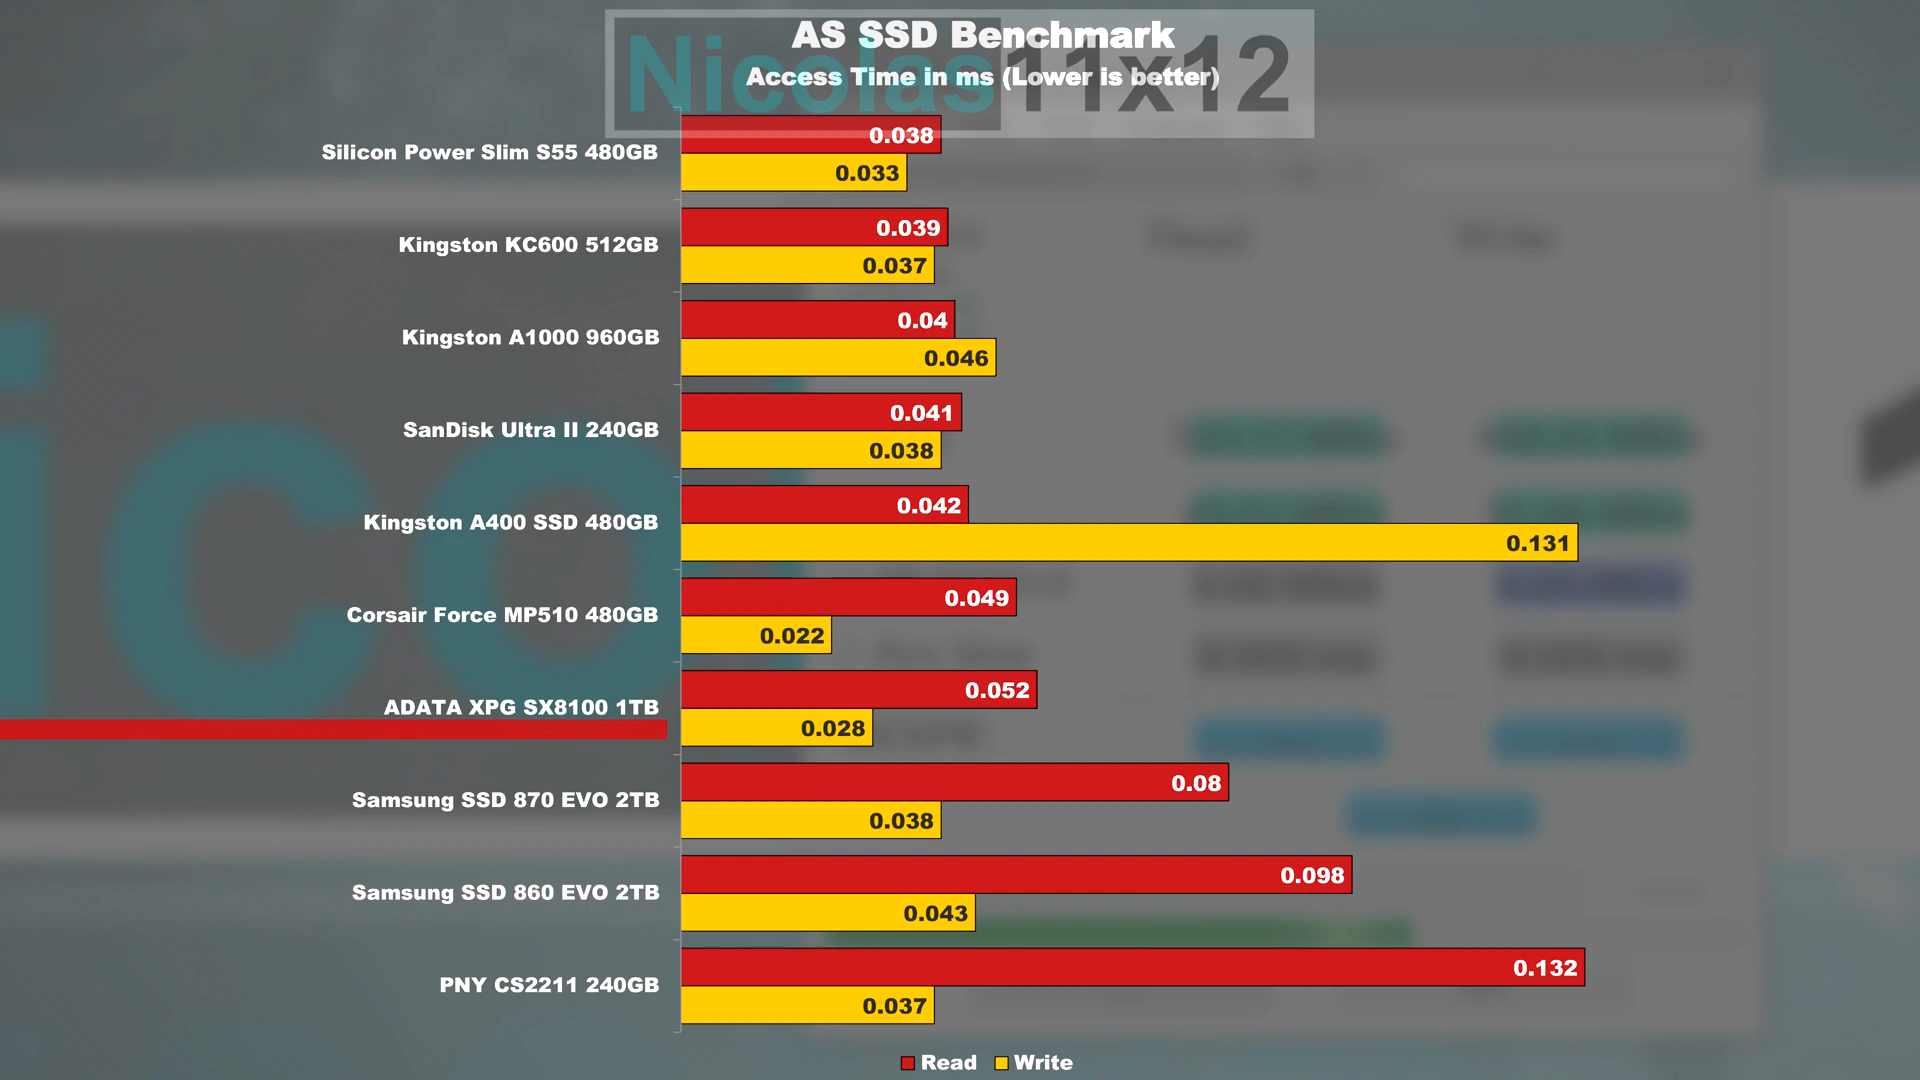 AS SSD Benchmark
Nicolas11x12
Access Time in ms (Lower is better)
Silicon Power Slim S55 480GB
0.038
0.033
Kingston KC600 512GB
0.039
0.037
Kingston A1000 960GB
0.04
0.046
SanDisk Ultra II 240GB
0.041
0.038
Kingston A400 SSD 480GB
0.042
0.131
Corsair Force MP510 480GB
0.049
0.022
ADATA XPG SX8100 1TB
0.052
0.028
Samsung SSD 870 EVO 2TB
0.08
0.038
Samsung SSD 860 EVO 2TB
0.098
0.043
PNY CS2211 240GB
0.132
0.037
Read Write